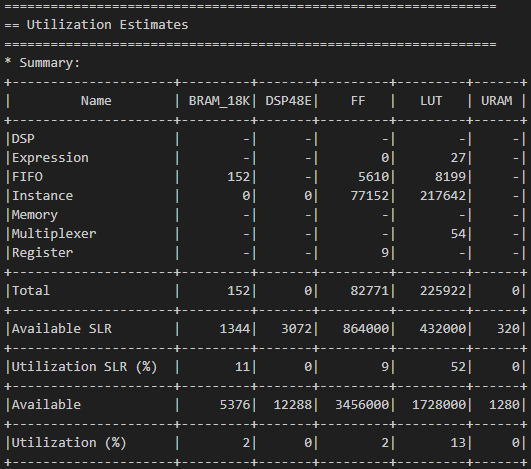 ================================================================
== Utilization Estimates
================================================================
* Summary:
+---------------------+---------+-------+---------+---------+------+
|         Name        | BRAM_18K| DSP48E|    FF   |   LUT   | URAM |
+---------------------+---------+-------+---------+---------+------+
|DSP                  |        -|      -|        -|        -|     -|
|Expression           |        -|      -|        0|       27|     -|
|FIFO                 |      152|      -|     5610|     8199|     -|
|Instance             |        0|      0|    77152|   217642|     -|
|Memory               |        -|      -|        -|        -|     -|
|Multiplexer          |        -|      -|        -|       54|     -|
|Register             |        -|      -|        9|        -|     -|
+---------------------+---------+-------+---------+---------+------+
|Total                |      152|      0|    82771|   225922|     0|
+---------------------+---------+-------+---------+---------+------+
|Available SLR        |     1344|   3072|   864000|   432000|   320|
+---------------------+---------+-------+---------+---------+------+
|Utilization SLR (%)  |       11|      0|        9|       52|     0|
+---------------------+---------+-------+---------+---------+------+
|Available            |     5376|  12288|  3456000|  1728000|  1280|
+---------------------+---------+-------+---------+---------+------+
|Utilization (%)      |        2|      0|        2|       13|     0|
+---------------------+---------+-------+---------+---------+------+